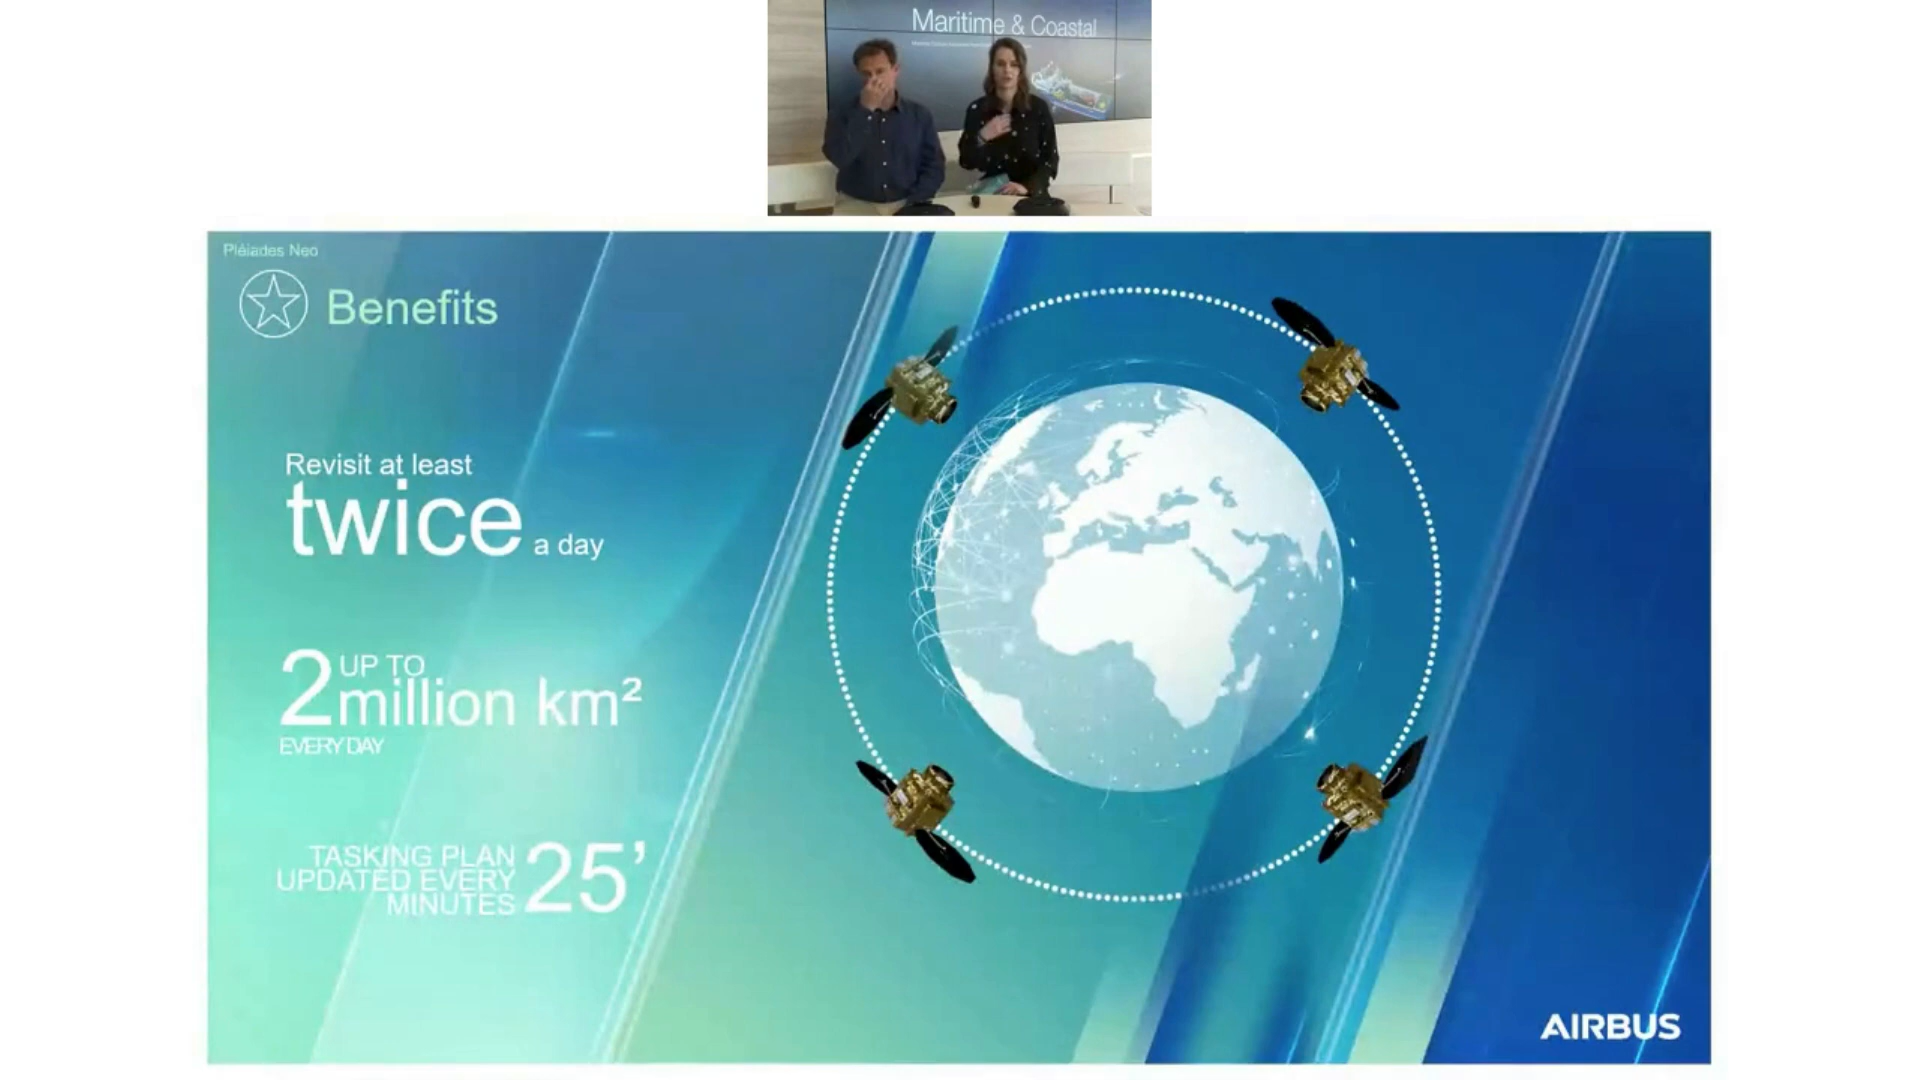 Maritime & Coastal
Pléiades Neo
Benefits
Revisit at least
twice a day
UP TO
2 million km²
EVERY DAY
TASKING PLAN
UPDATED EVERY 25’
MINUTES
AIRBUS